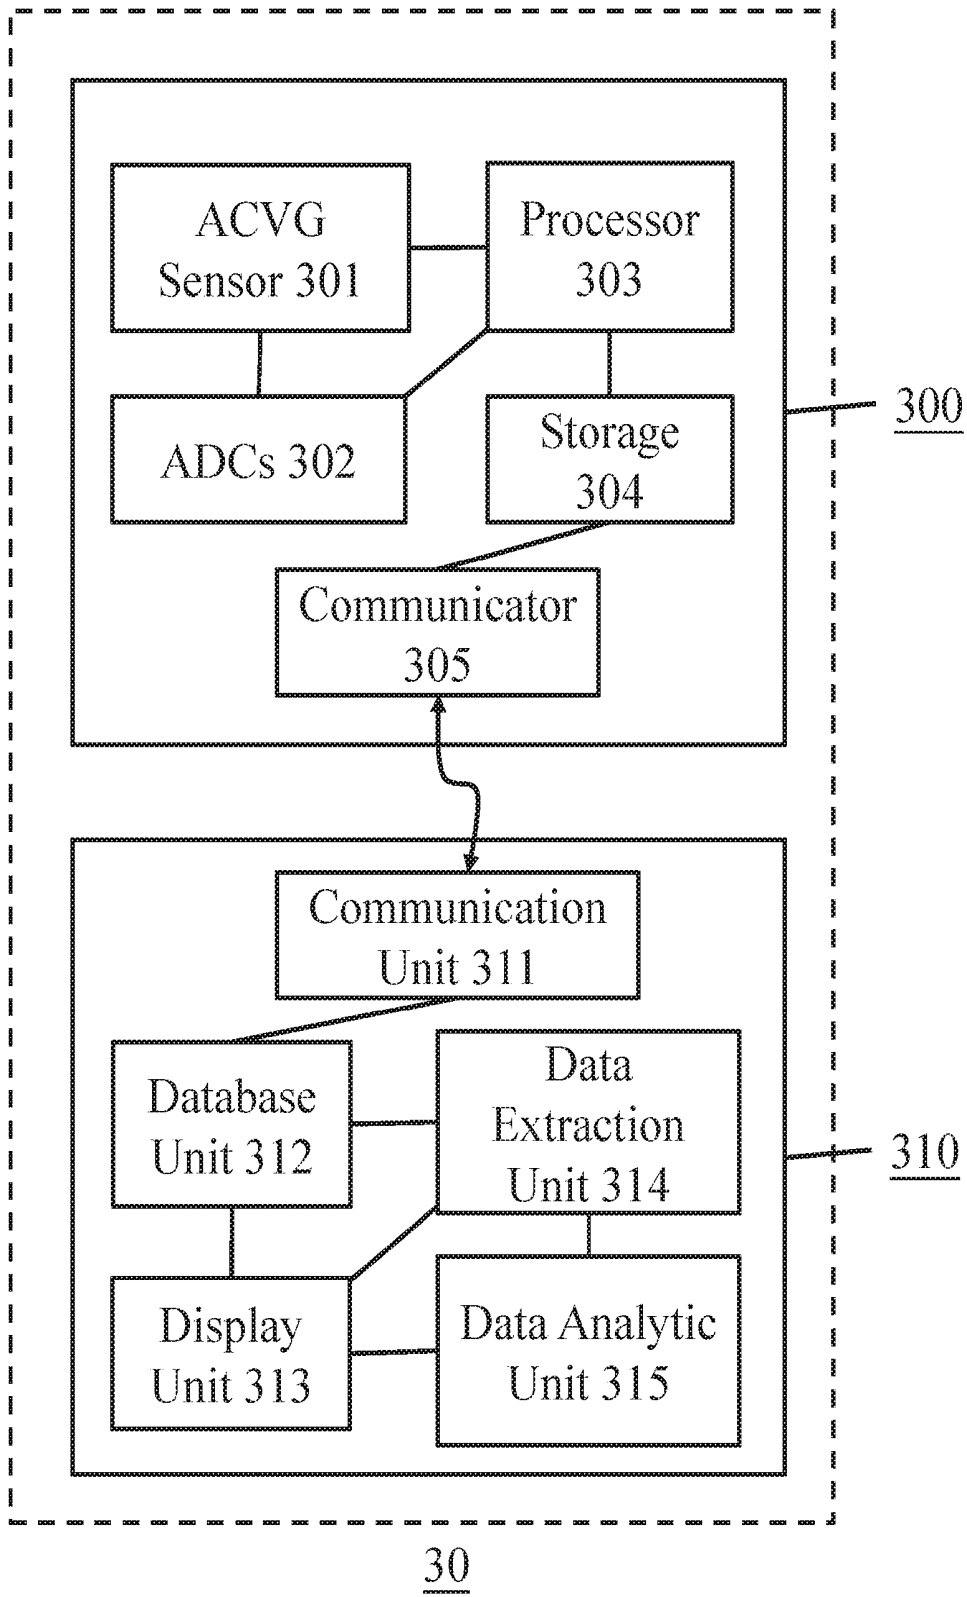 ACVG
Sensor 301
Processor
303
ADCs 302
Storage
304
300
Communicator
305
Communication
Unit 311
Database
Unit 312
Data
Extraction
Unit 314
310
Display
Unit 313
Data Analytic
Unit 315
30